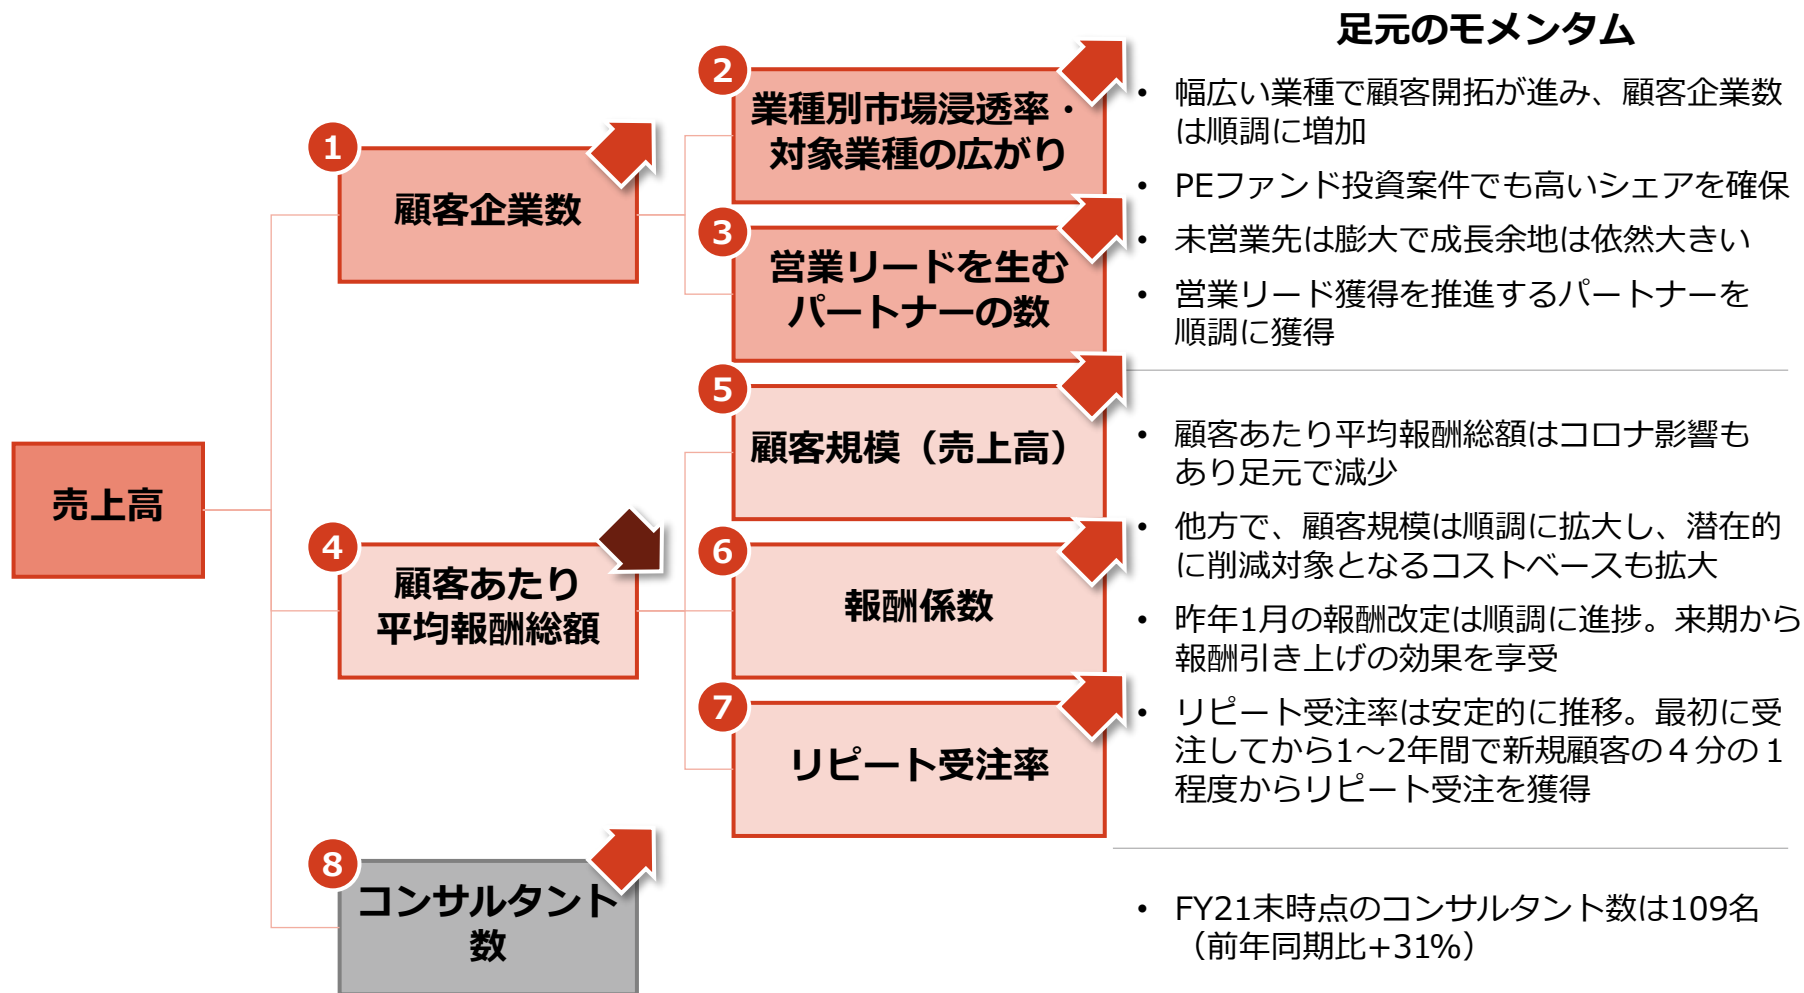 足元のモメンタム
売上高
1
顧客企業数
2
業種別市場浸透率・
対象業種の広がり
3
営業リードを生む
パートナーの数
• 幅広い業種で顧客開拓が進み、顧客企業数
は順調に増加
• PEファンド投資案件でも高いシェアを確保
• 未営業先は膨大で成長余地は依然大きい
• 営業リード獲得を推進するパートナーを
順調に獲得
4
顧客あたり
平均報酬総額
5
顧客規模（売上高）
6
報酬係数
7
リピート受注率
• 顧客あたり平均報酬総額はコロナ影響も
あり足元で減少
• 他方で、顧客規模は順調に拡大し、潜在的
に削減対象となるコストベースも拡大
• 昨年1月の報酬改定は順調に進捗。来期から
報酬引き上げの効果を享受
• リピート受注率は安定的に推移。最初に受
注してから1～2年間で新規顧客の４分の１
程度からリピート受注を獲得
8
コンサルタント
数
• FY21末時点のコンサルタント数は109名
（前年同期比+31%）